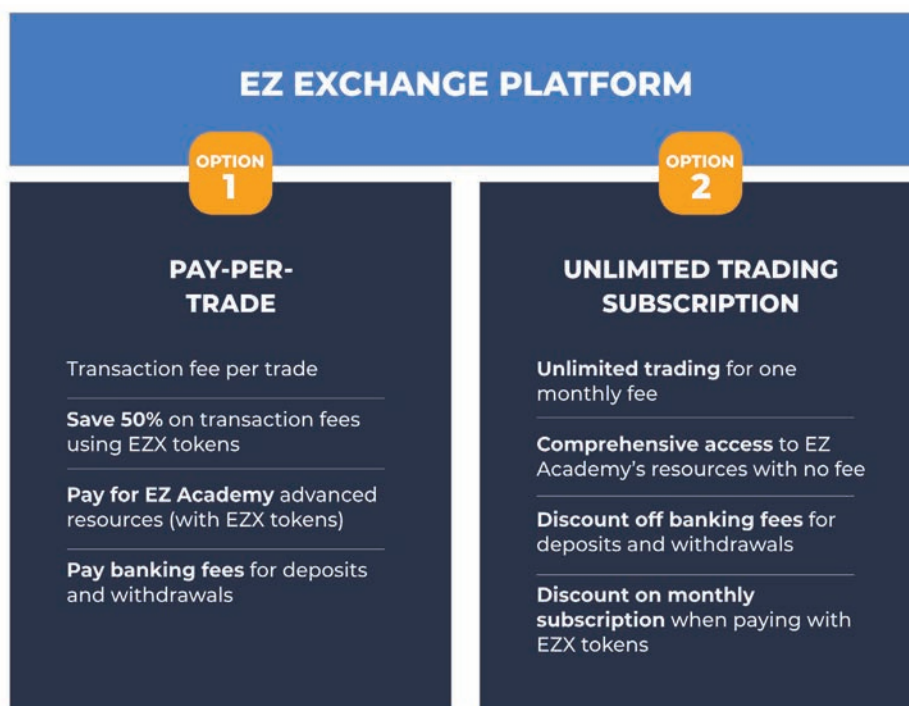 EZ EXCHANGE PLATFORM
OPTION
1
PAY-PER-
TRADE
Transaction fee per trade
Save 50% on transaction fees
using EZX tokens
Pay for EZ Academy advanced
resources (with EZX tokens)
Pay banking fees for deposits
and withdrawals
OPTION
2
UNLIMITED TRADING
SUBSCRIPTION
Unlimited trading for one
monthly fee
Comprehensive access to EZ
Academy’s resources with no fee
Discount off banking fees for
deposits and withdrawals
Discount on monthly
subscription when paying with
EZX tokens